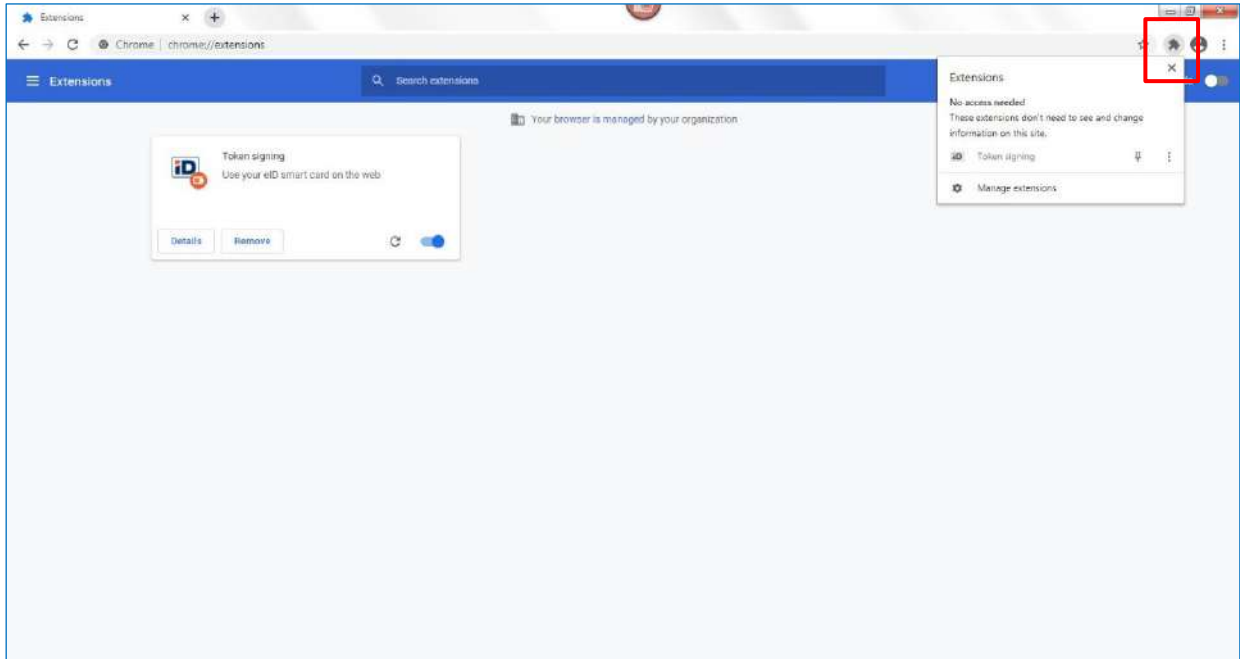 Extensions
Chrome | chrome://extensions
Extensions
Search extensions
Your browser is managed by your organization
iD
Token signing
Use your eID smart card on the web
Details
Remove
Extensions
No access needed
These extensions don't need to see and change
information on this site.
iD Token signing
Manage extensions